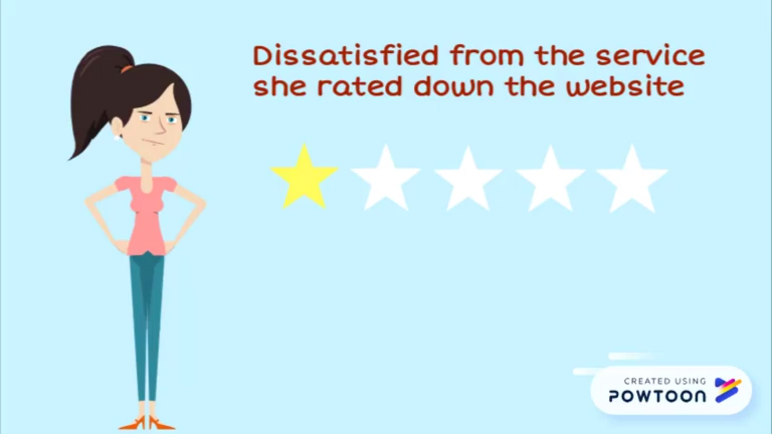 Dissatisfied from the service
she rated down the website
CREATED USING
POWTOON